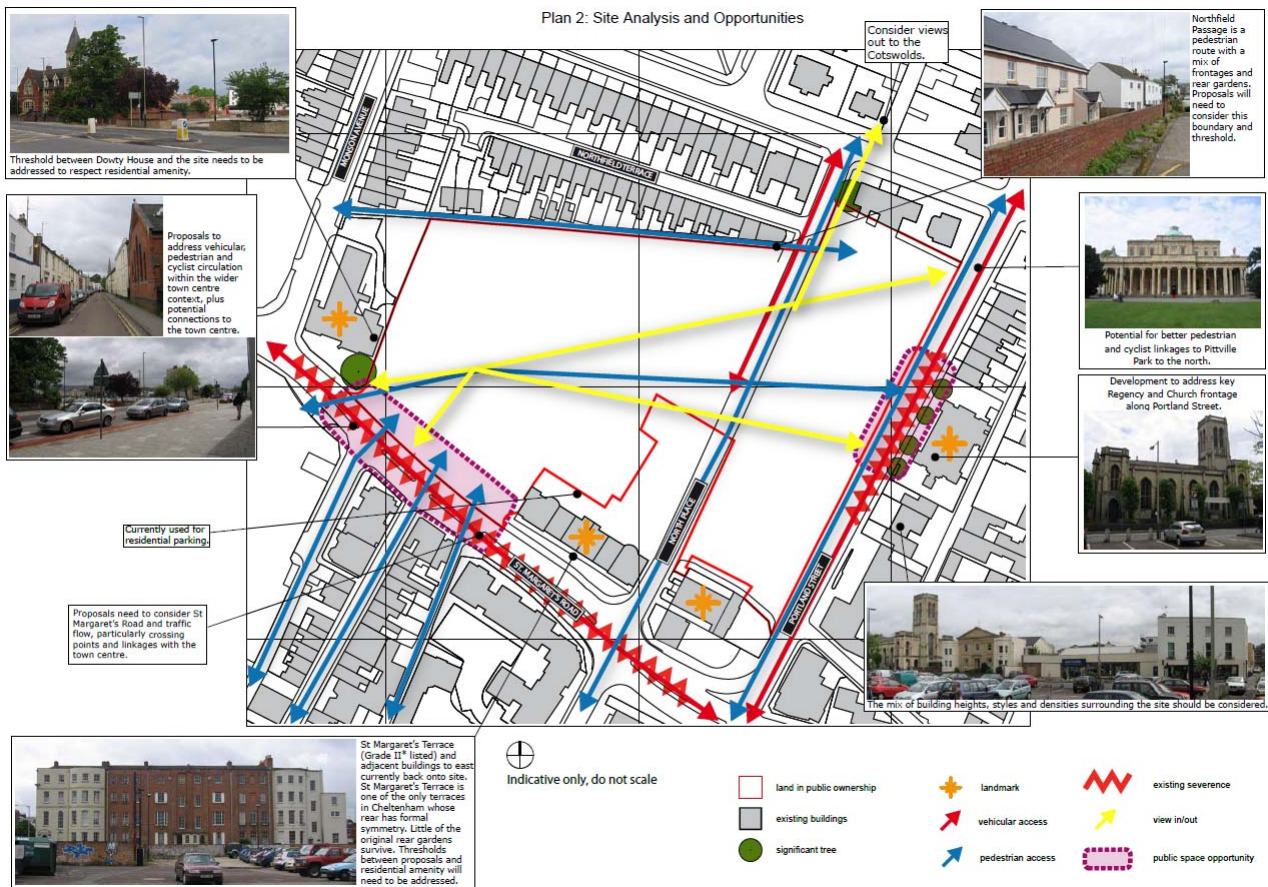 Plan 2: Site Analysis and Opportunities
Threshold between Dowty House and the site needs to be
addressed to respect residential amenity.
Consider views
out to the
Cotswolds.
Northfield
Passage is a
pedestrian
route with a
mix of
frontages and
rear gardens.
Proposals will
need to
consider this
boundary and
threshold.
MONSON AVENUE
NORTHFIELD TERRACE
Proposals to
address vehicular,
pedestrian and
cyclist circulation
within the wider
town centre
context, plus
potential
connections to
the town centre.
Potential for better pedestrian
and cyclist linkages to Pittville
Park to the north.
Development to address key
Regency and Church frontage
along Portland Street.
Currently used for
residential parking.
NORTH PLACE
ST. MARGARET'S ROAD
PORTLAND STREET
Proposals need to consider St
Margaret's Road and traffic
flow, particularly crossing
points and linkages with the
town centre.
The mix of building heights, styles and densities surrounding the site should be considered.
St Margaret's Terrace
(Grade II* listed) and
adjacent buildings to east
currently back onto site.
St Margaret's Terrace is
one of the only terraces
in Cheltenham whose
rear has formal
symmetry. Little of the
original rear gardens
survive. Thresholds
between proposals and
residential amenity will
need to be addressed.
Indicative only, do not scale
land in public ownership
existing buildings
significant tree
landmark
vehicular access
pedestrian access
existing severence
view in/out
public space opportunity